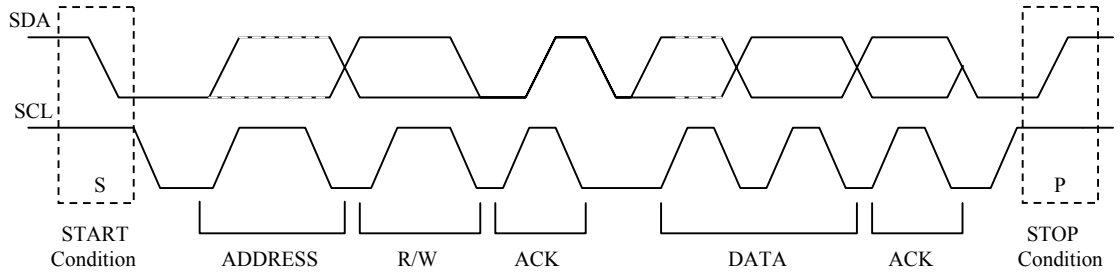 SDA
SCL
S
P
START
Condition
ADDRESS
R/W
ACK
DATA
ACK
STOP
Condition